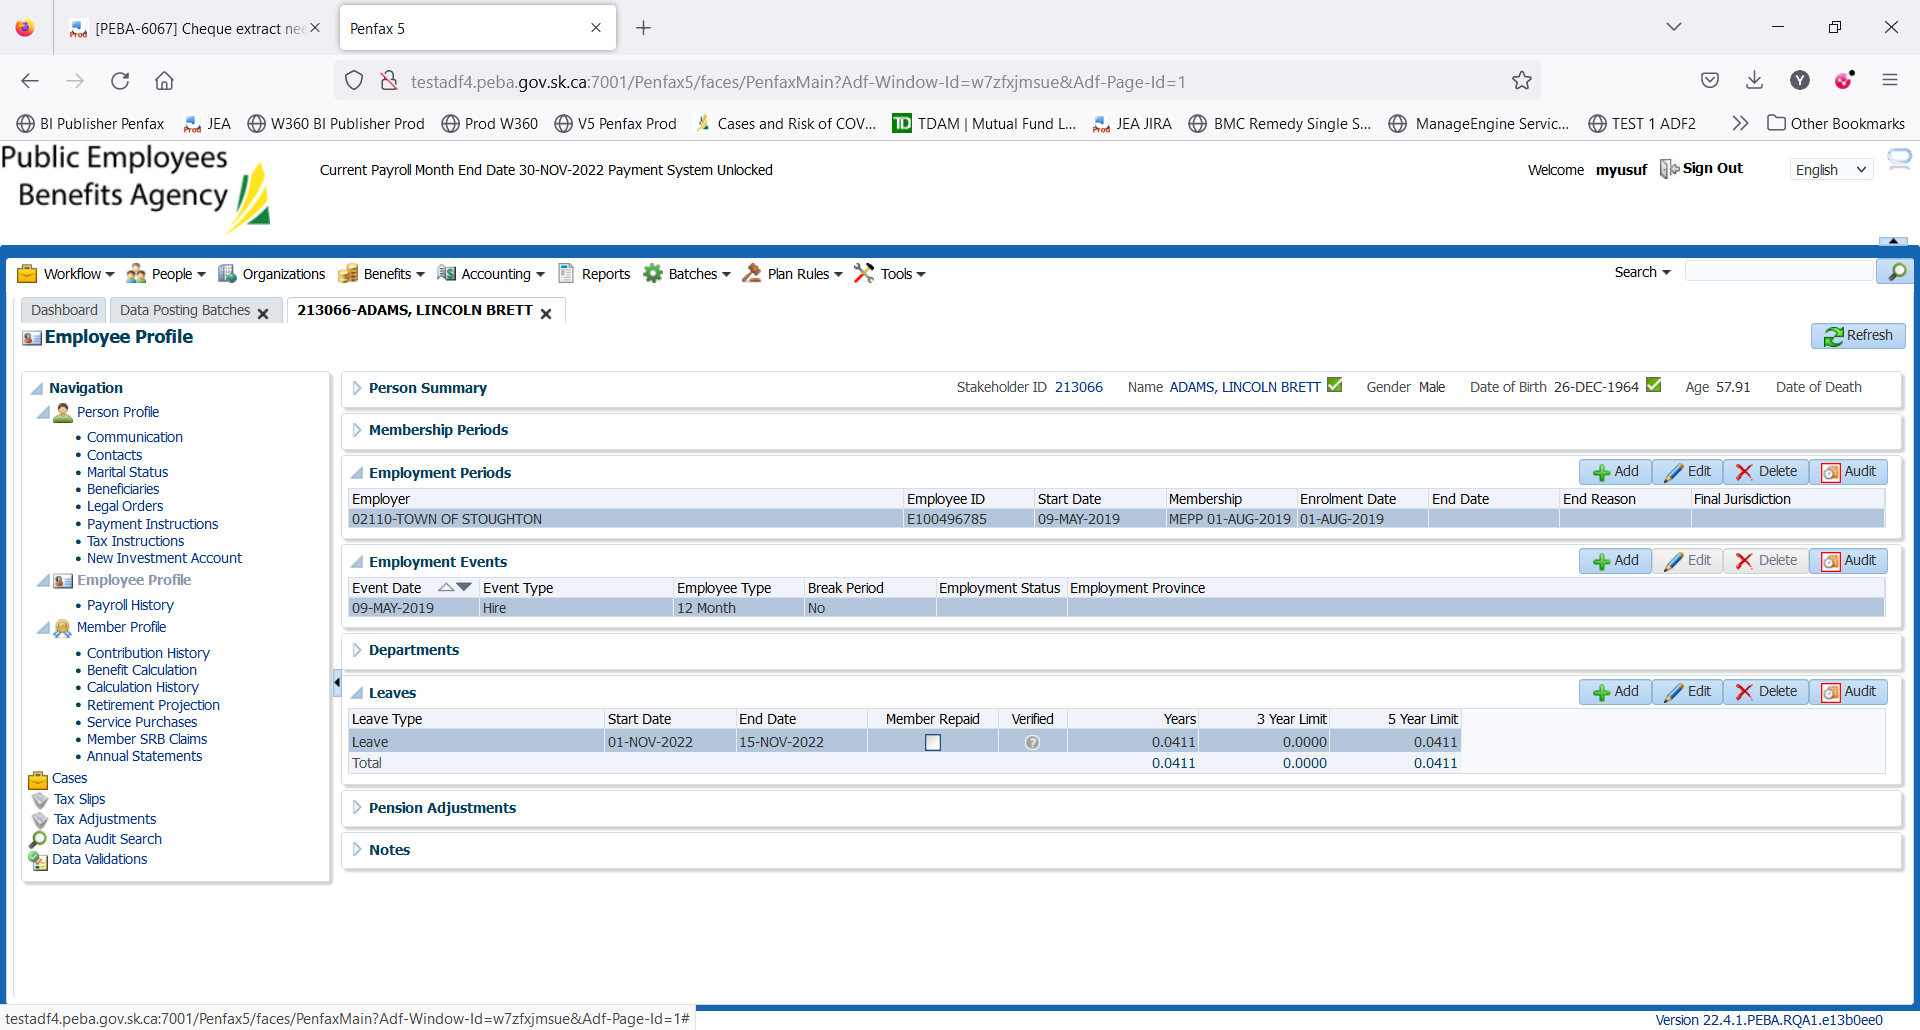 [PEBA-6067] Cheque extract nee
Penfax 5
testadf4.peba.gov.sk.ca:7001/Penfax5/faces/PenfaxMain?Adf-Window-Id=w7zfxjmsue&Adf-Page-Id=1
Y
BI Publisher Penfax
Prod JEA
W360 BI Publisher Prod
Prod W360
V5 Penfax Prod
Cases and Risk of COV...
TD TDAM | Mutual Fund L...
Prod JEA JIRA
BMC Remedy Single S...
ManageEngine Servic...
TEST 1 ADF2
Other Bookmarks
Public Employees
Benefits Agency
Current Payroll Month End Date 30-NOV-2022 Payment System Unlocked
Welcome myusuf Sign Out English
Workflow People Organizations Benefits Accounting Reports Batches Plan Rules Tools Search
Dashboard Data Posting Batches 213066-ADAMS, LINCOLN BRETT
Employee Profile
Refresh
Navigation
Person Profile
Communication
Contacts
Marital Status
Beneficiaries
Legal Orders
Payment Instructions
Tax Instructions
New Investment Account
Employee Profile
Payroll History
Member Profile
Contribution History
Benefit Calculation
Calculation History
Retirement Projection
Service Purchases
Member SRB Claims
Annual Statements
Cases
Tax Slips
Tax Adjustments
Data Audit Search
Data Validations
Person Summary Stakeholder ID 213066 Name ADAMS, LINCOLN BRETT Gender Male Date of Birth 26-DEC-1964 Age 57.91 Date of Death
Membership Periods
Employment Periods Add Edit Delete Audit
Employer Employee ID Start Date Membership Enrolment Date End Date End Reason Final Jurisdiction
02110-TOWN OF STOUGHTON E100496785 09-MAY-2019 MEPP 01-AUG-2019 01-AUG-2019
Employment Events Add Edit Delete Audit
Event Date Event Type Employee Type Break Period Employment Status Employment Province
09-MAY-2019 Hire 12 Month No
Departments
Leaves Add Edit Delete Audit
Leave Type Start Date End Date Member Repaid Verified Years 3 Year Limit 5 Year Limit
Leave 01-NOV-2022 15-NOV-2022 0.0411 0.0000 0.0411
Total 0.0411 0.0000 0.0411
Pension Adjustments
Notes
testadf4.peba.gov.sk.ca:7001/Penfax5/faces/PenfaxMain?Adf-Window-Id=w7zfxjmsue&Adf-Page-Id=1#
Version 22.4.1.PEBA.RQA1.e13b0ee0